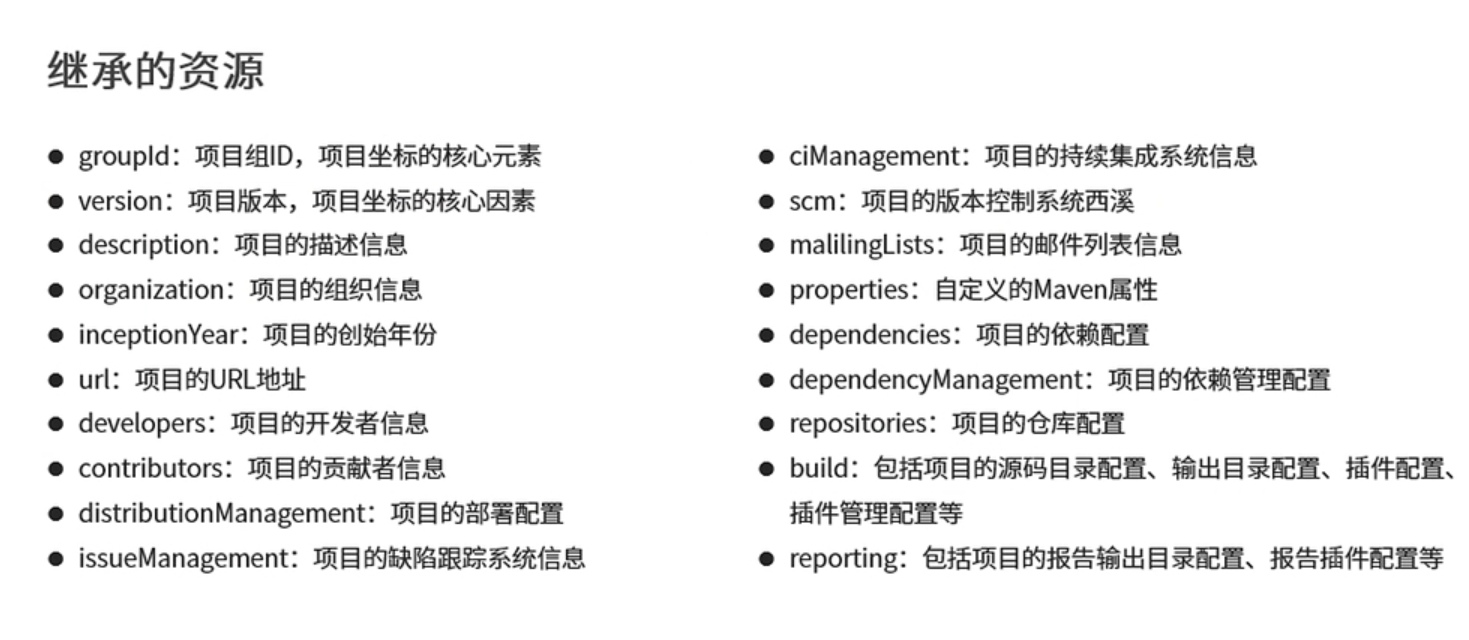 继承的资源
● groupId：项目组ID，项目坐标的核心元素
● version：项目版本，项目坐标的核心因素
● description：项目的描述信息
● organization：项目的组织信息
● inceptionYear：项目的创始年份
● url：项目的URL地址
● developers：项目的开发者信息
● contributors：项目的贡献者信息
● distributionManagement：项目的部署配置
● issueManagement：项目的缺陷跟踪系统信息
● ciManagement：项目的持续集成系统信息
● scm：项目的版本控制系统西溪
● malilingLists：项目的邮件列表信息
● properties：自定义的Maven属性
● dependencies：项目的依赖配置
● dependencyManagement：项目的依赖管理配置
● repositories：项目的仓库配置
● build：包括项目的源码目录配置、输出目录配置、插件配置、
插件管理配置等
● reporting：包括项目的报告输出目录配置、报告插件配置等